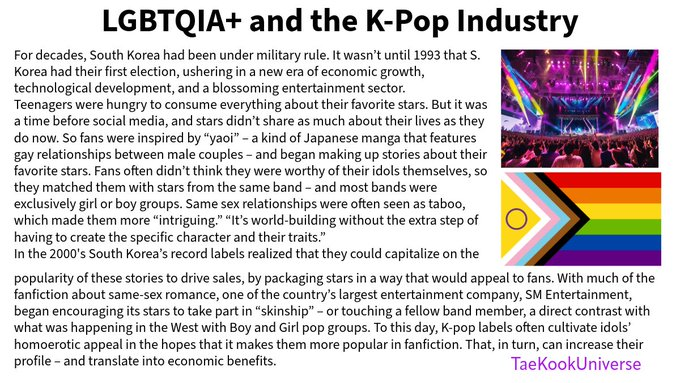 LGBTQIA+ and the K-Pop Industry
For decades, South Korea had been under military rule. It wasn’t until 1993 that S.
Korea had their first election, ushering in a new era of economic growth,
technological development, and a blossoming entertainment sector.
Teenagers were hungry to consume everything about their favorite stars. But it was
a time before social media, and stars didn’t share as much about their lives as they
do now. So fans were inspired by “yaoi” – a kind of Japanese manga that features
gay relationships between male couples – and began making up stories about their
favorite stars. Fans often didn’t think they were worthy of their idols themselves, so
they matched them with stars from the same band – and most bands were
exclusively girl or boy groups. Same sex relationships were often seen as taboo,
which made them more “intriguing.” “It’s world-building without the extra step of
having to create the specific character and their traits.”
In the 2000's South Korea’s record labels realized that they could capitalize on the
popularity of these stories to drive sales, by packaging stars in a way that would appeal to fans. With much of the
fanfiction about same-sex romance, one of the country’s largest entertainment company, SM Entertainment,
began encouraging its stars to take part in “skinship” – or touching a fellow band member, a direct contrast with
what was happening in the West with Boy and Girl pop groups. To this day, K-pop labels often cultivate idols’
homoerotic appeal in the hopes that it makes them more popular in fanfiction. That, in turn, can increase their
profile – and translate into economic benefits.
TaeKookUniverse